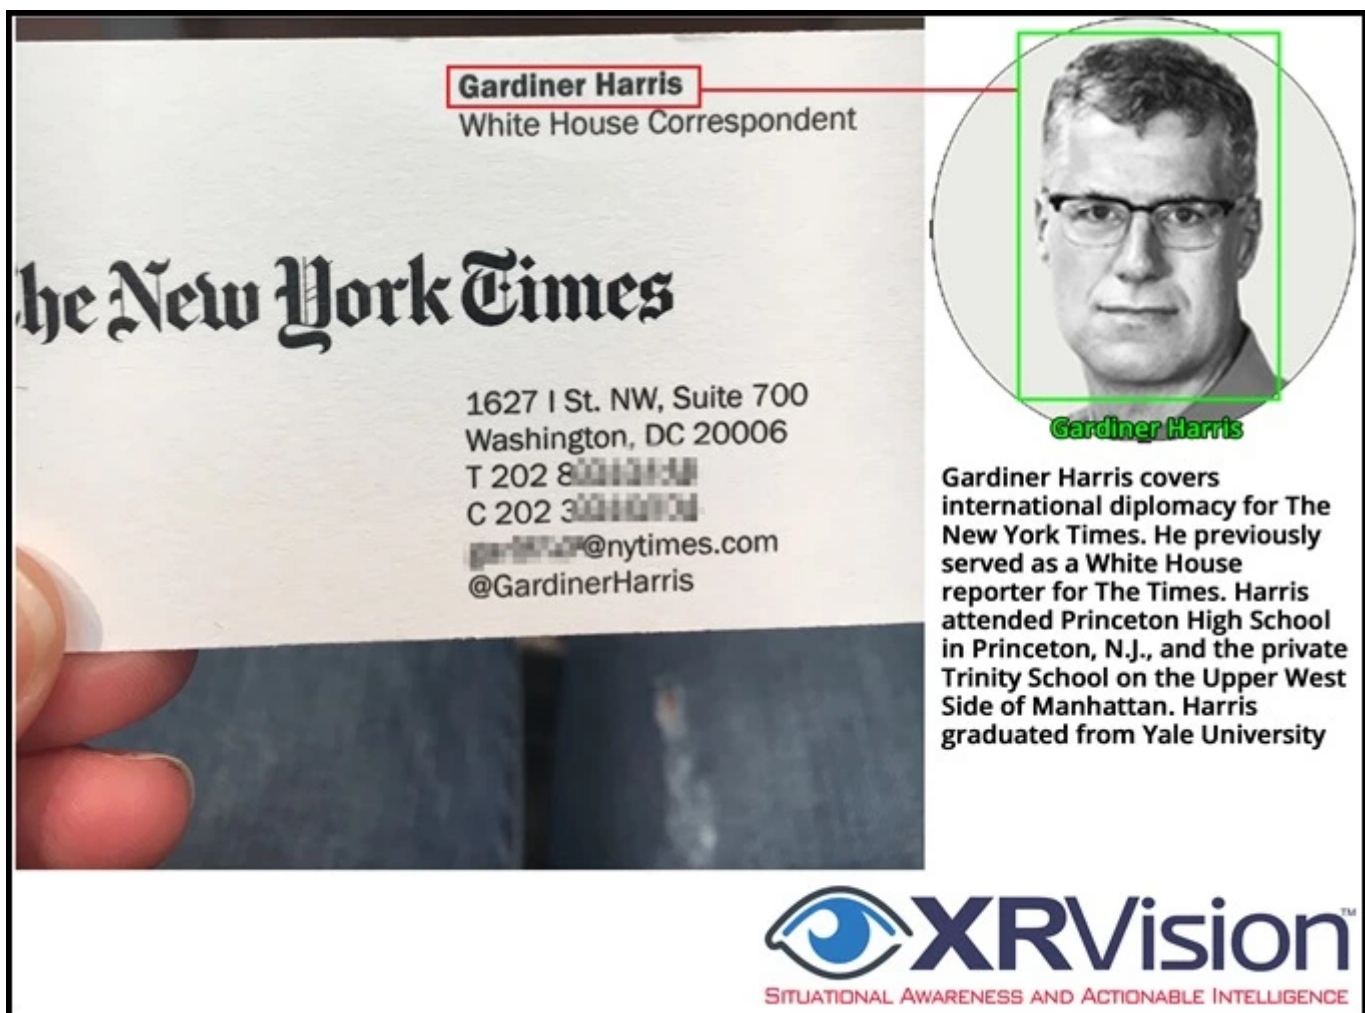 Gardiner Harris
White House Correspondent
he New York Times
1627 I St. NW, Suite 700
Washington, DC 20006
T 202 8
C 202 3
@nytimes.com
@GardinerHarris
Gardiner Harris
Gardiner Harris covers
international diplomacy for The
New York Times. He previously
served as a White House
reporter for The Times. Harris
attended Princeton High School
in Princeton, N.J., and the private
Trinity School on the Upper West
Side of Manhattan. Harris
graduated from Yale University
XRVision™
SITUATIONAL AWARENESS AND ACTIONABLE INTELLIGENCE